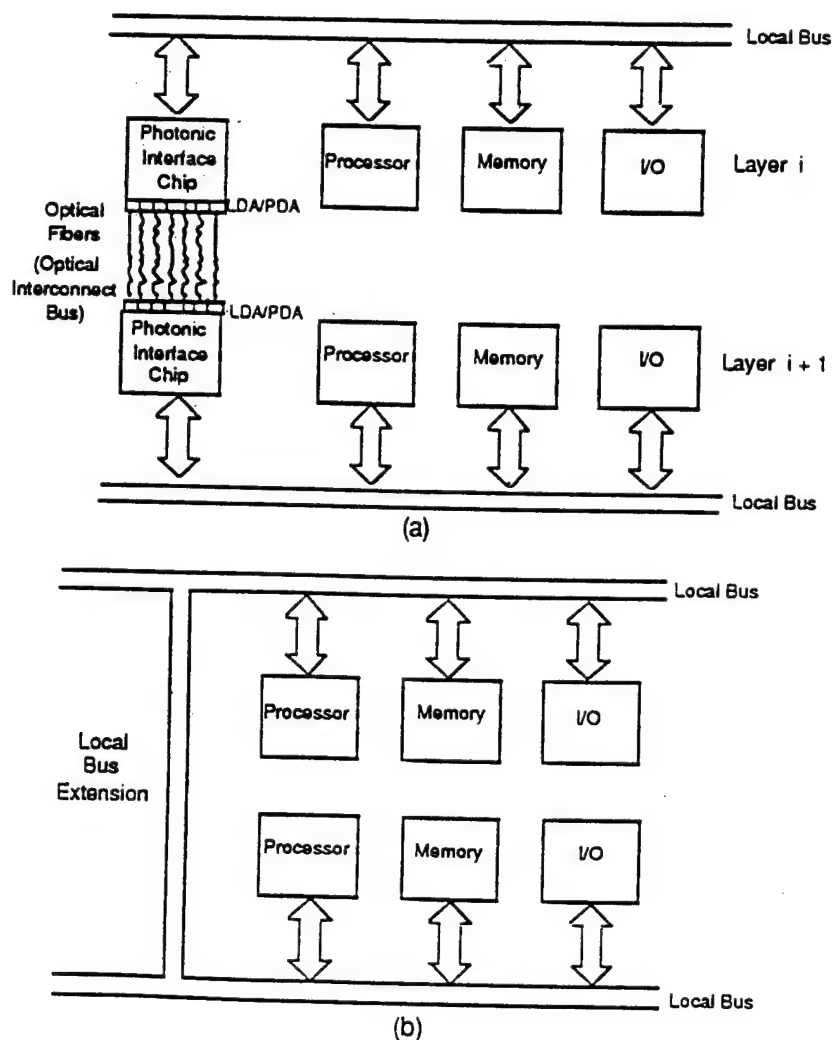 Local Bus
Photonic
Interface
Chip
Processor
Memory
I/O
Layer i
LDA/PDA
Optical
Fibers
(Optical
Interconnect
Bus)
LDA/PDA
Photonic
Interface
Chip
Processor
Memory
I/O
Layer i + 1
Local Bus
(a)
Local Bus
Processor
Memory
I/O
Local
Bus
Extension
Processor
Memory
I/O
Local Bus
(b)